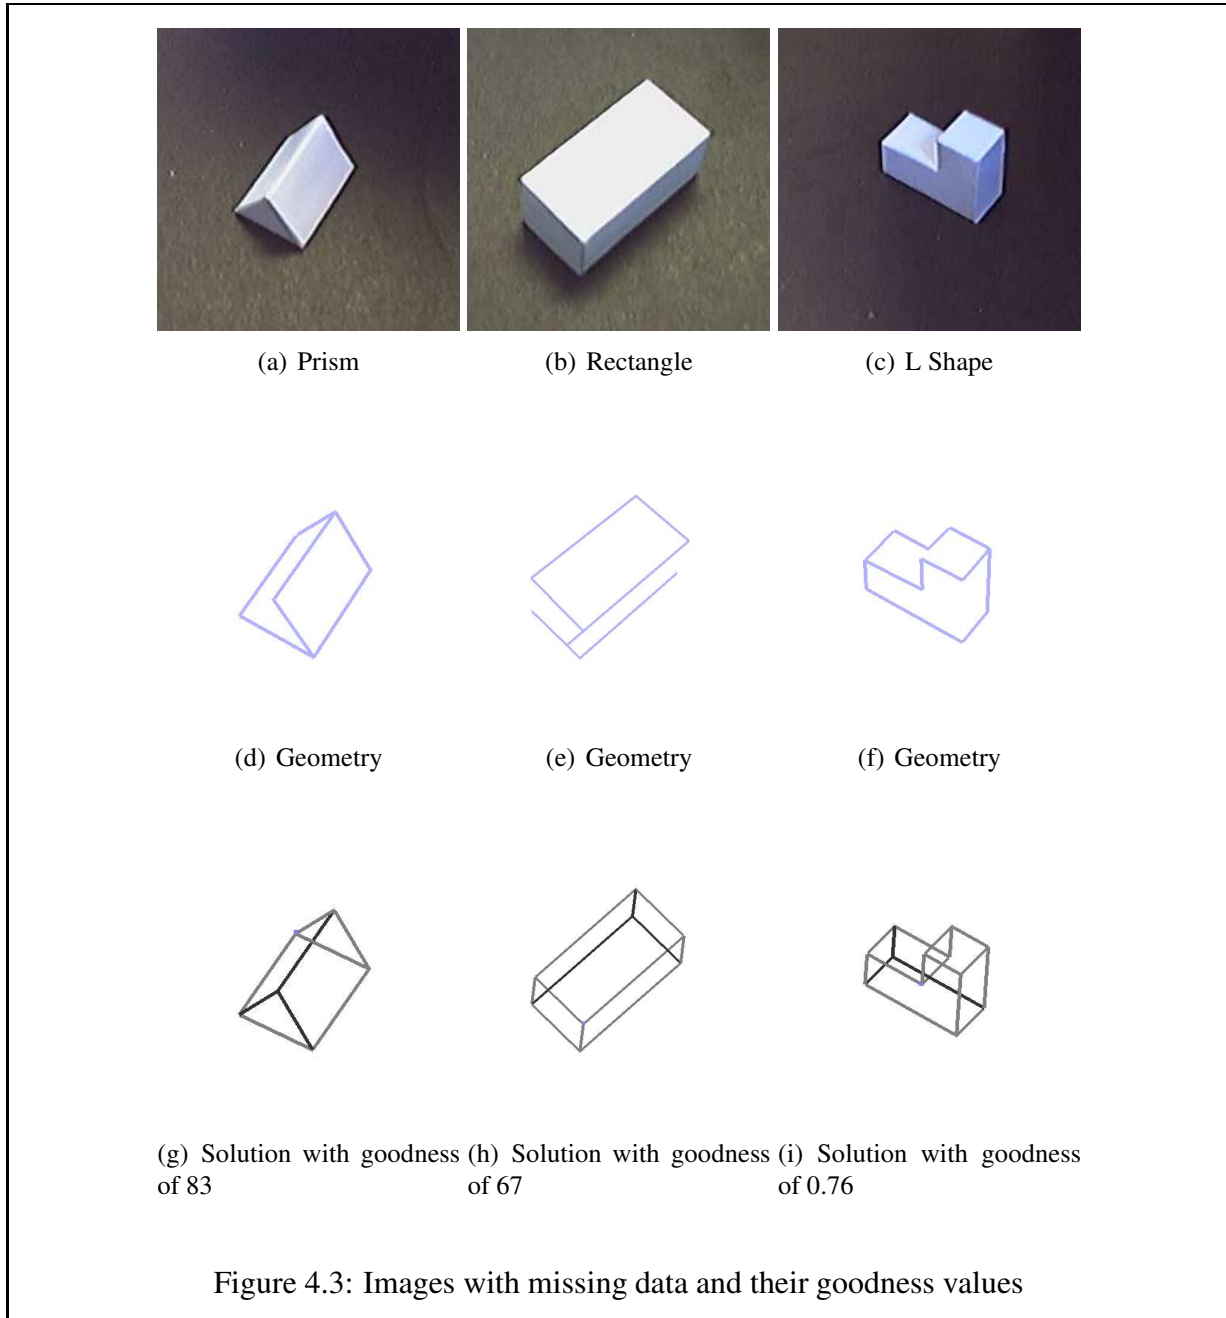 (a) Prism
(b) Rectangle
(c) L Shape
(d) Geometry
(e) Geometry
(f) Geometry
(g) Solution with goodness
of 83
(h) Solution with goodness
of 67
(i) Solution with goodness
of 0.76
Figure 4.3: Images with missing data and their goodness values